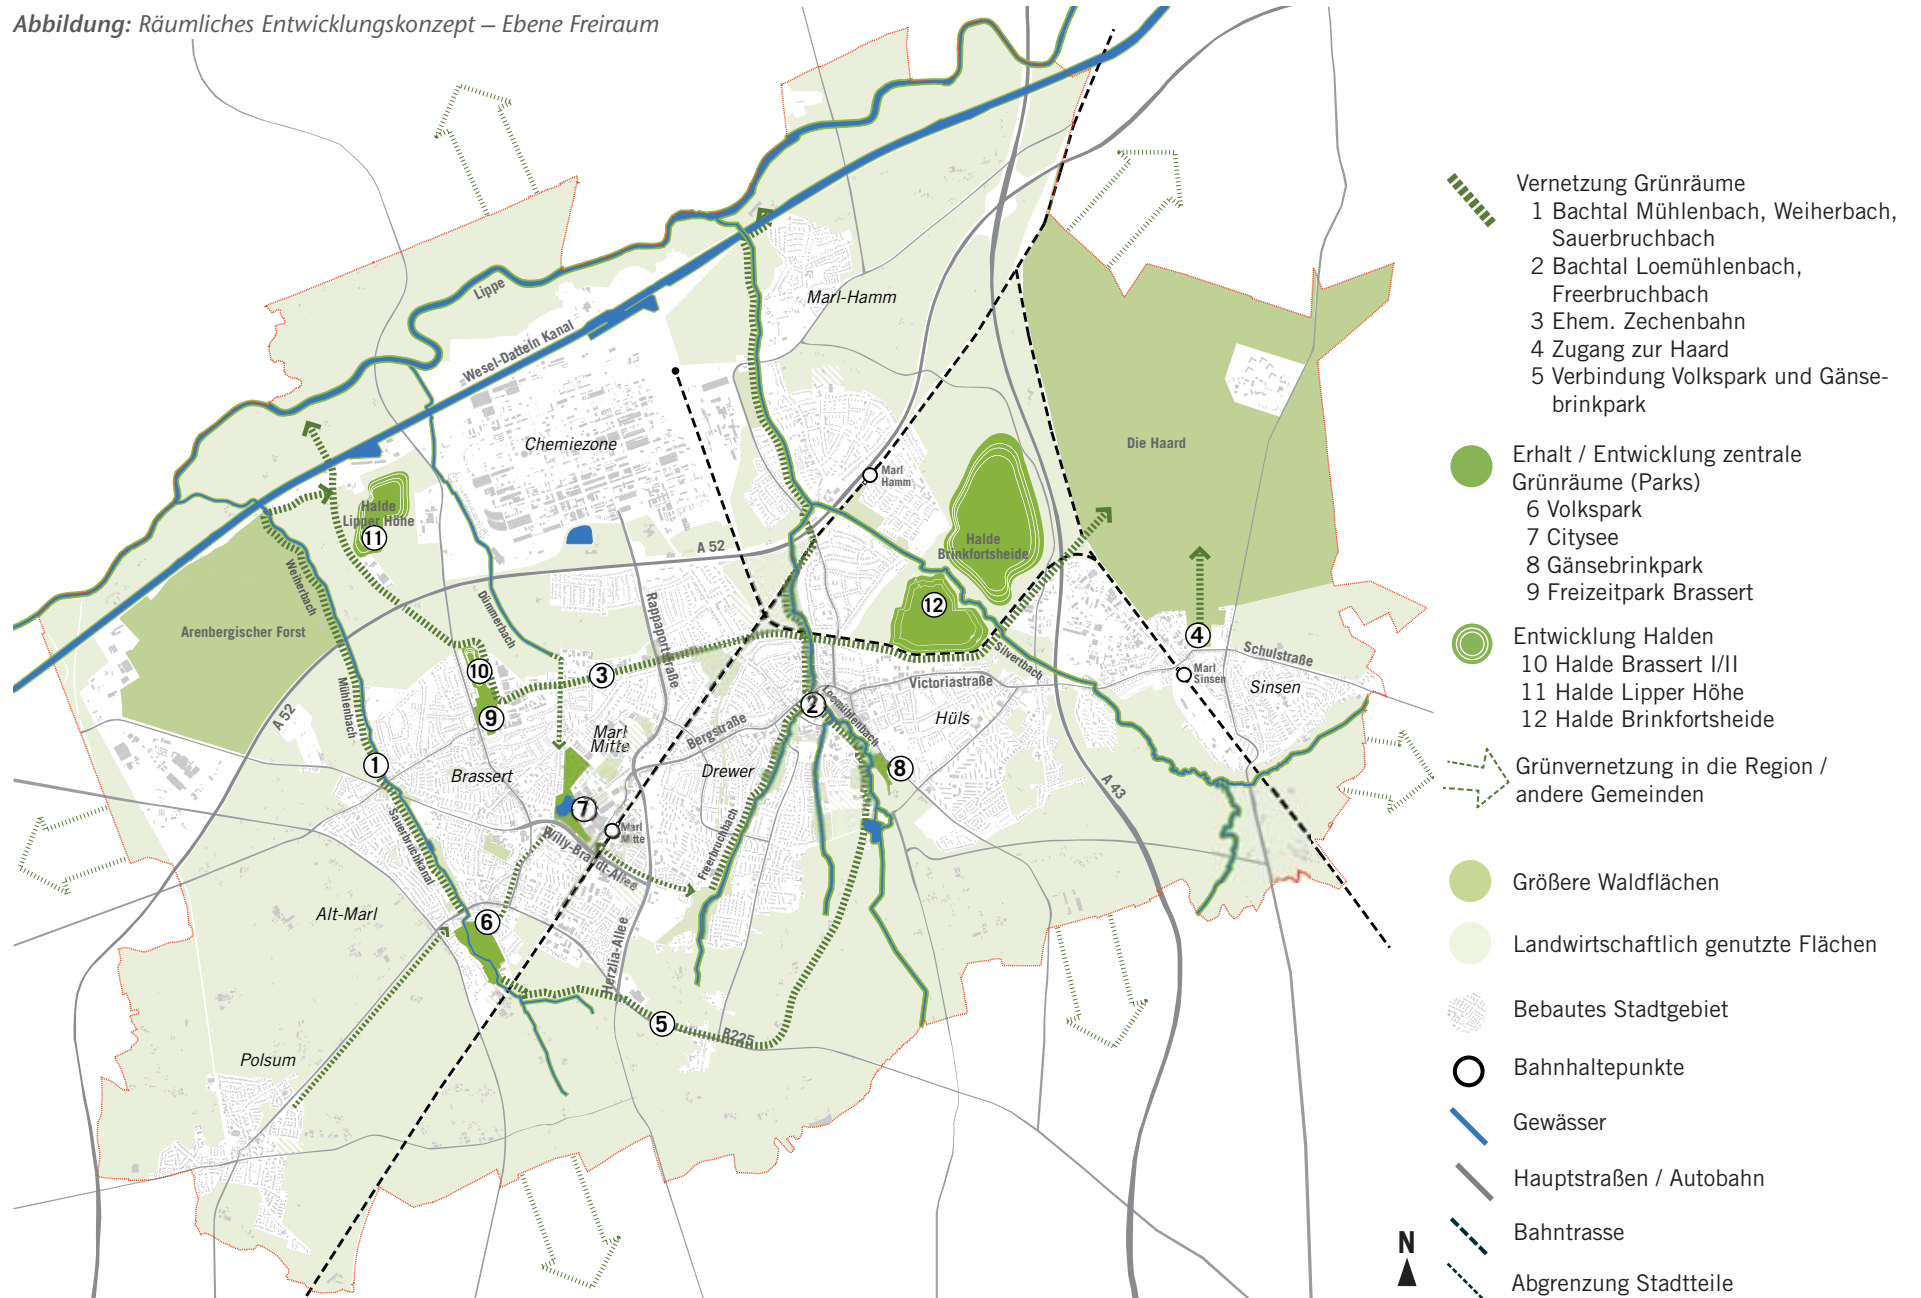 Abbildung: Räumliches Entwicklungskonzept – Ebene Freiraum
Lippe
Wesel-Datteln Kanal
Marl-Hamm
Chemiezone
Die Haard
Marl
Hamm
Halde
Lipper Höhe
11
Halde
Brinkfortsheide
A 52
12
Weiherbach
Dümmerbach
Rappaportstraße
Arenbergischer Forst
4
Schulstraße
Silvertbach
Marl
Sinsen
Sinsen
10
3
Victoriastraße
Mühlenbach
A 52
9
2
Loemühlenbach
Hüls
Marl
Mitte
Bergstraße
1
Brassert
Drewer
8
A 43
7
Marl
Mitte
Sauerbruchkanal
Willy-Brandt-Allee
Freerbruchbach
Alt-Marl
6
Herzlia-Allee
5
B225
Polsum
Vernetzung Grünräume
1 Bachtal Mühlenbach, Weiherbach,
Sauerbruchbach
2 Bachtal Loemühlenbach,
Freerbruchbach
3 Ehem. Zechenbahn
4 Zugang zur Haard
5 Verbindung Volkspark und Gänse-
brinkpark
Erhalt / Entwicklung zentrale
Grünräume (Parks)
6 Volkspark
7 Citysee
8 Gänsebrinkpark
9 Freizeitpark Brassert
Entwicklung Halden
10 Halde Brassert I/II
11 Halde Lipper Höhe
12 Halde Brinkfortsheide
Grünvernetzung in die Region /
andere Gemeinden
Größere Waldflächen
Landwirtschaftlich genutzte Flächen
Bebautes Stadtgebiet
Bahnhaltepunkte
Gewässer
Hauptstraßen / Autobahn
Bahntrasse
Abgrenzung Stadtteile
N